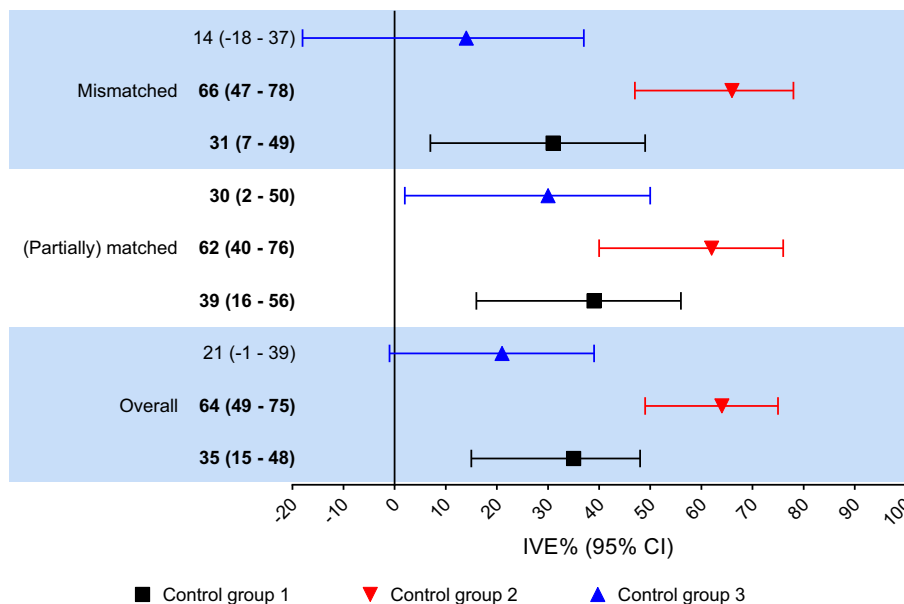 14 (-18 - 37)
Mismatched 66 (47 - 78)
31 (7 - 49)
30 (2 - 50)
(Partially) matched 62 (40 - 76)
39 (16 - 56)
21 (-1 - 39)
Overall 64 (49 - 75)
35 (15 - 48)
-20 -10 0 10 20 30 40 50 60 70 80 90 100
IVE% (95% CI)
Control group 1 Control group 2 Control group 3